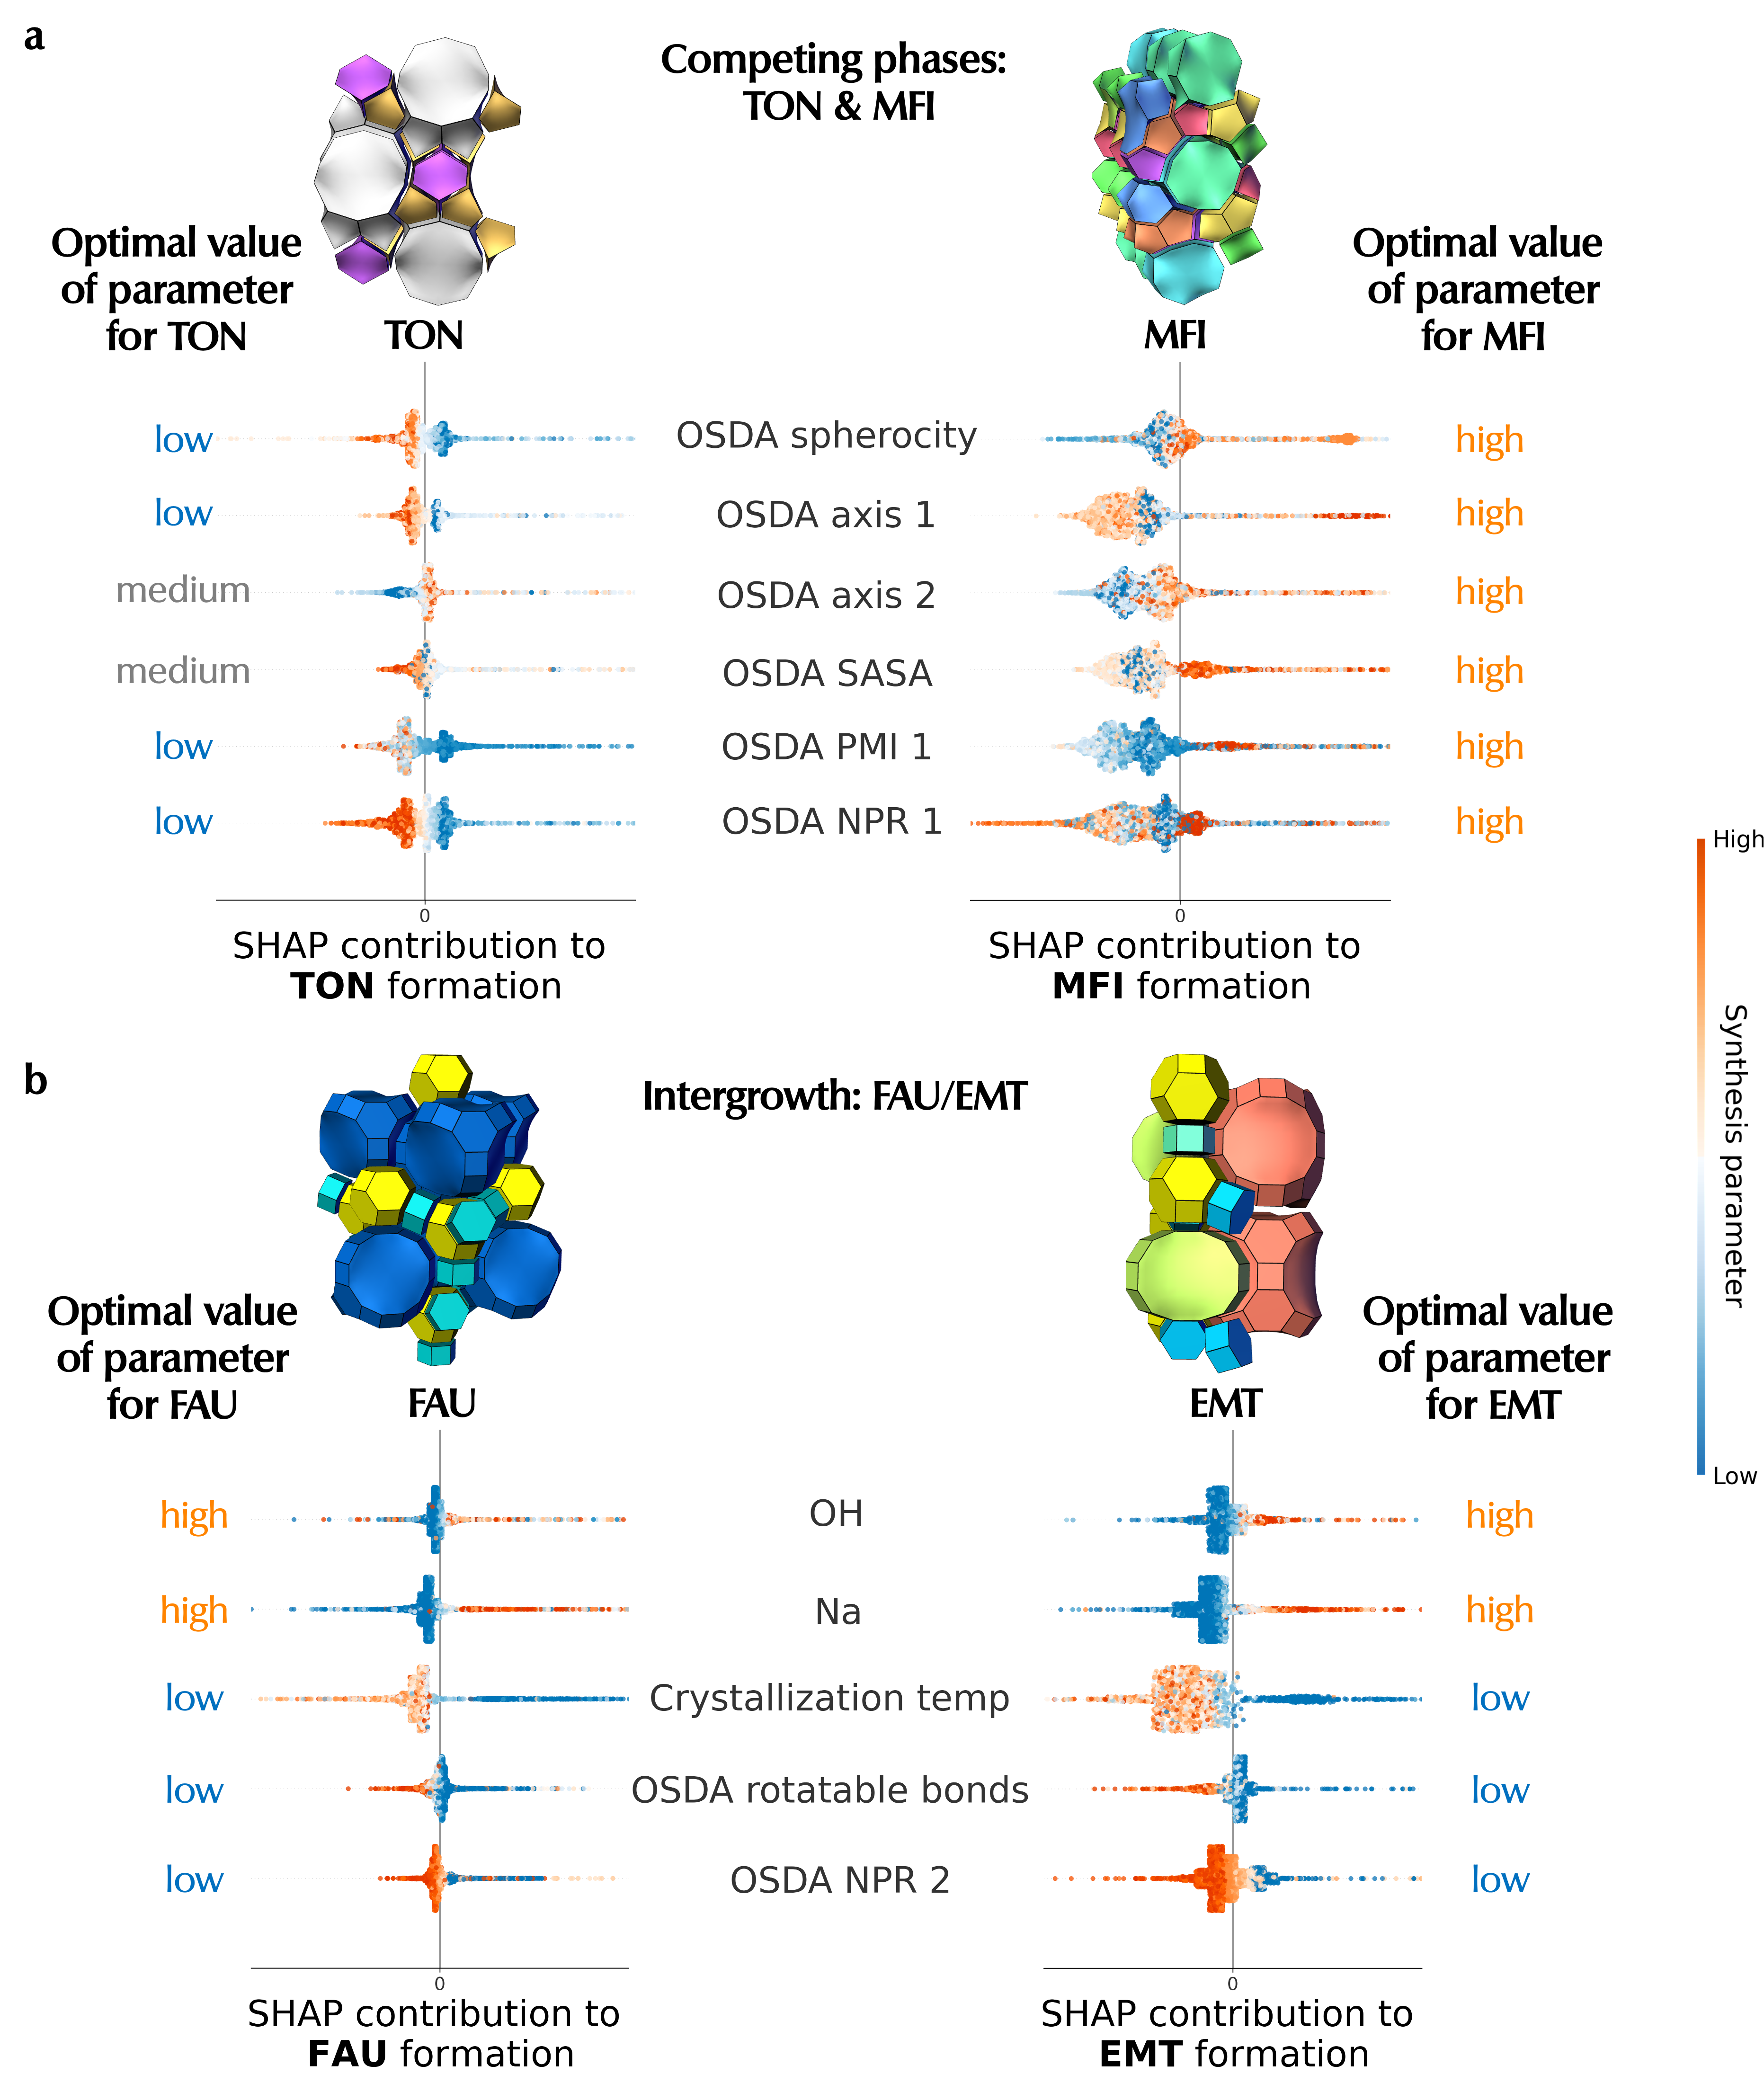 a
Competing phases:
TON & MFI
Optimal value
of parameter
for TON
TON
MFI
Optimal value
of parameter
for MFI
low
OSDA spherocity
high
low
OSDA axis 1
high
medium
OSDA axis 2
high
medium
OSDA SASA
high
low
OSDA PMI 1
high
low
OSDA NPR 1
high
0
0
SHAP contribution to
TON formation
SHAP contribution to
MFI formation
High
Synthesis parameter
Low
b
Intergrowth: FAU/EMT
Optimal value
of parameter
for FAU
FAU
EMT
Optimal value
of parameter
for EMT
high
OH
high
high
Na
high
low
Crystallization temp
low
low
OSDA rotatable bonds
low
low
OSDA NPR 2
low
0
0
SHAP contribution to
FAU formation
SHAP contribution to
EMT formation